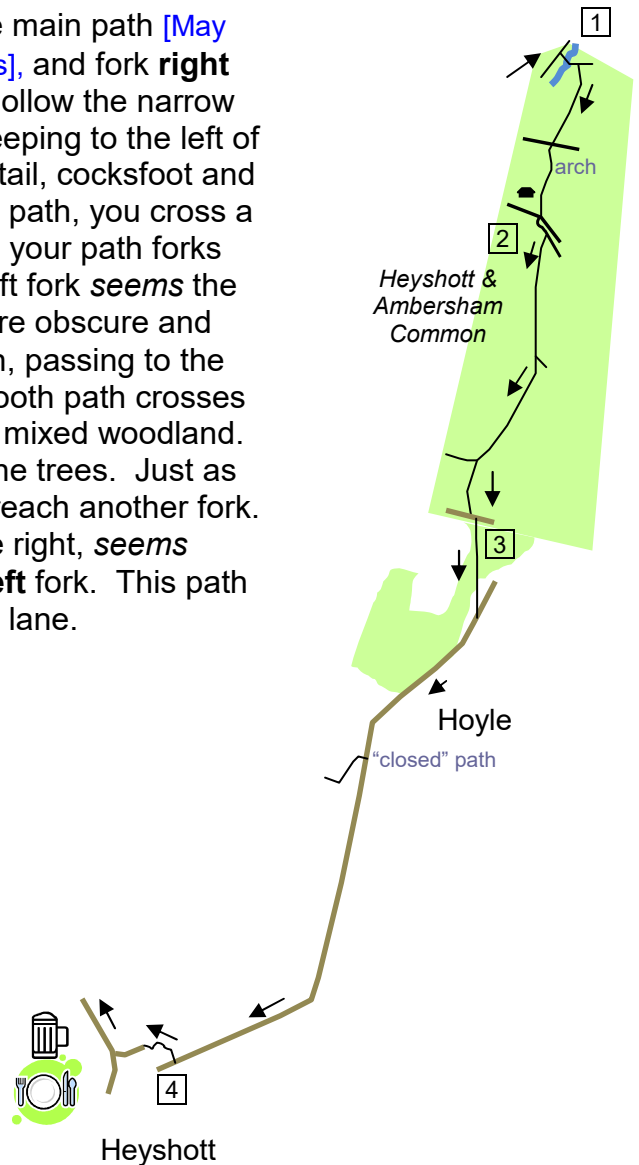 e main path [May
s], and fork right
ollow the narrow
eeping to the left of
tail, cocksfoot and
path, you cross a
your path forks
ft fork seems the
re obscure and
n, passing to the
ooth path crosses
mixed woodland.
he trees. Just as
reach another fork.
e right, seems
eft fork. This path
lane.
1
arch
2
Heyshott &
Ambersham
Common
3
Hoyle
"closed" path
4
Heyshott